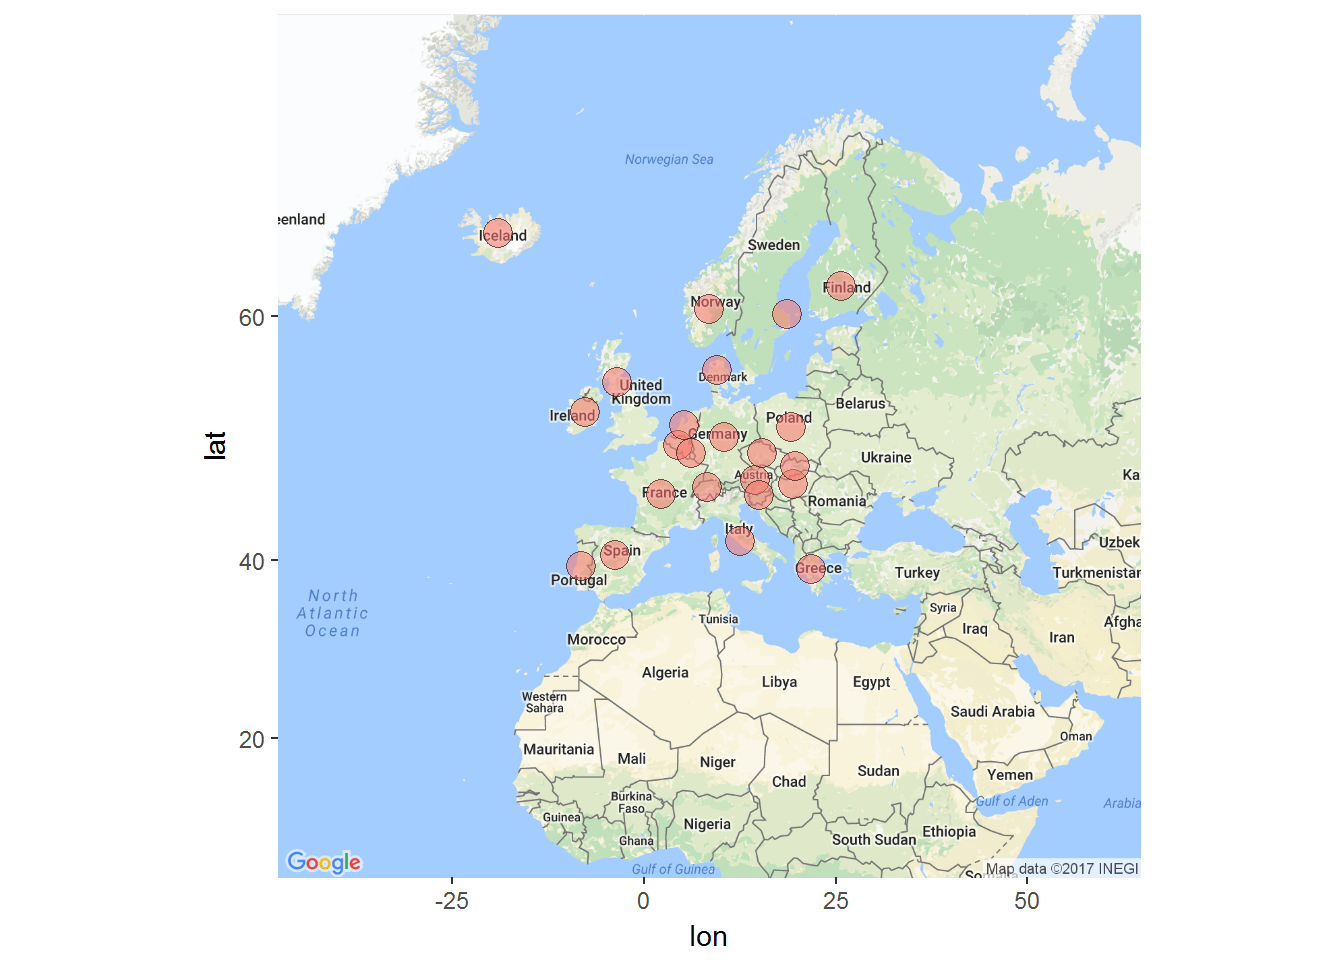 Norwegian Sea
eenland
Iceland
Sweden
Finland
Norway
60
Denmark
United
Kingdom
Ireland
Belarus
Poland
Germany
lat
Ukraine
Austria
Ka
France
Romania
Italy
Uzbek
Spain
40
Portugal
Greece
Turkey
Turkmenistar
North
Atlantic
Ocean
Syria
Afgha
Tunisia
Iraq
Iran
Morocco
Algeria
Libya
Egypt
Western
Sahara
Saudi Arabia
Oman
20
Mauritania
Mali
Niger
Chad
Sudan
Yemen
Burkina
Faso
Gulf of Aden
Arabia
Guinea
Nigeria
Ghana
South Sudan
Ethiopia
Google
Gulf of Guinea
Map data ©2017 INEGI
-25
0
25
50
lon